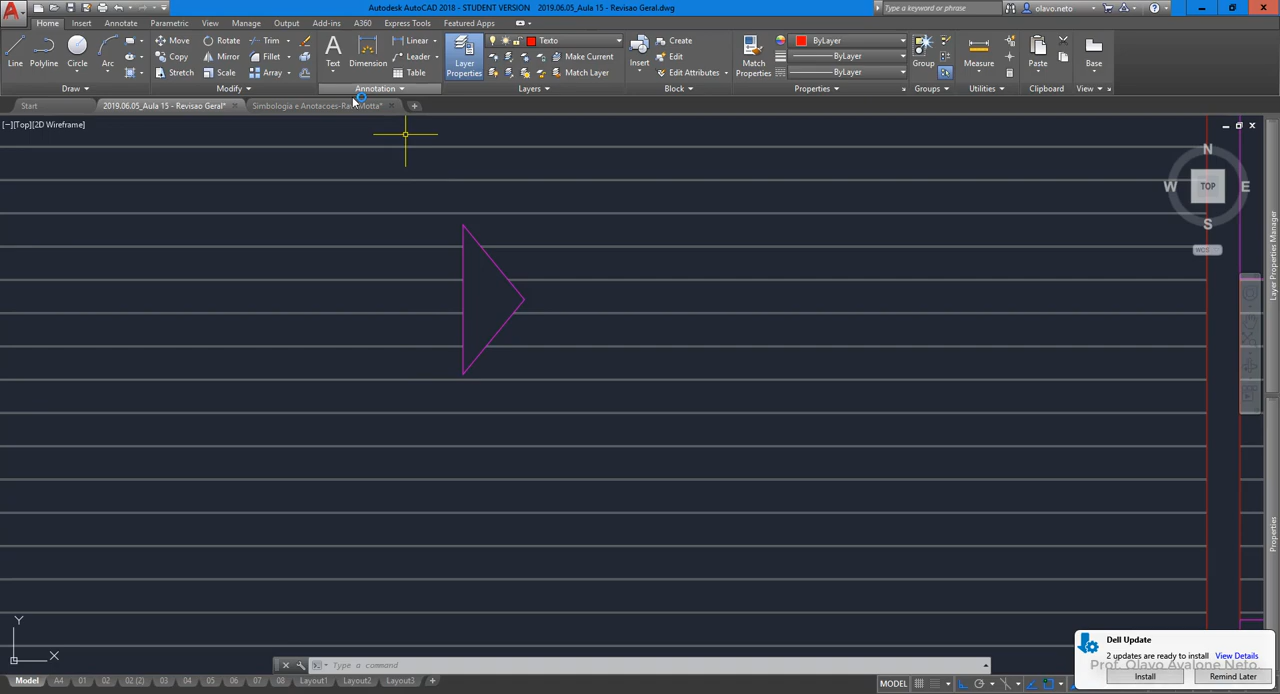 Autodesk AutoCAD 2018 - STUDENT VERSION 2019.06.05_Aula 15 - Revisao Geral.dwg
Type a keyword or phrase
olavo.neto
Home Insert Annotate Parametric View Manage Output Add-ins A360 Express Tools Featured Apps
Line
Polyline
Circle
Arc
Draw
Move
Copy
Stretch
Rotate
Mirror
Scale
Trim
Fillet
Array
Modify
Text
Dimension
Linear
Leader
Table
Annotation
Layer
Properties
Texto
Make Current
Match Layer
Layers
Insert
Create
Edit
Edit Attributes
Block
Match
Properties
ByLayer
ByLayer
ByLayer
Properties
Group
Groups
Measure
Utilities
Paste
Clipboard
Base
View
Start
2019.06.05_Aula 15 - Revisao Geral*
[−][Top][2D Wireframe]
N
W
TOP
E
S
WCS
Layer Properties Manager
Properties
Y
X
Type a command
Dell Update
2 updates are ready to install View Details
Prof. Olavo Avalone Neto
Install
Remind Later
Model A4 01 02 02 (2) 03 04 05 06 07 08 Layout1 Layout2 Layout3
MODEL